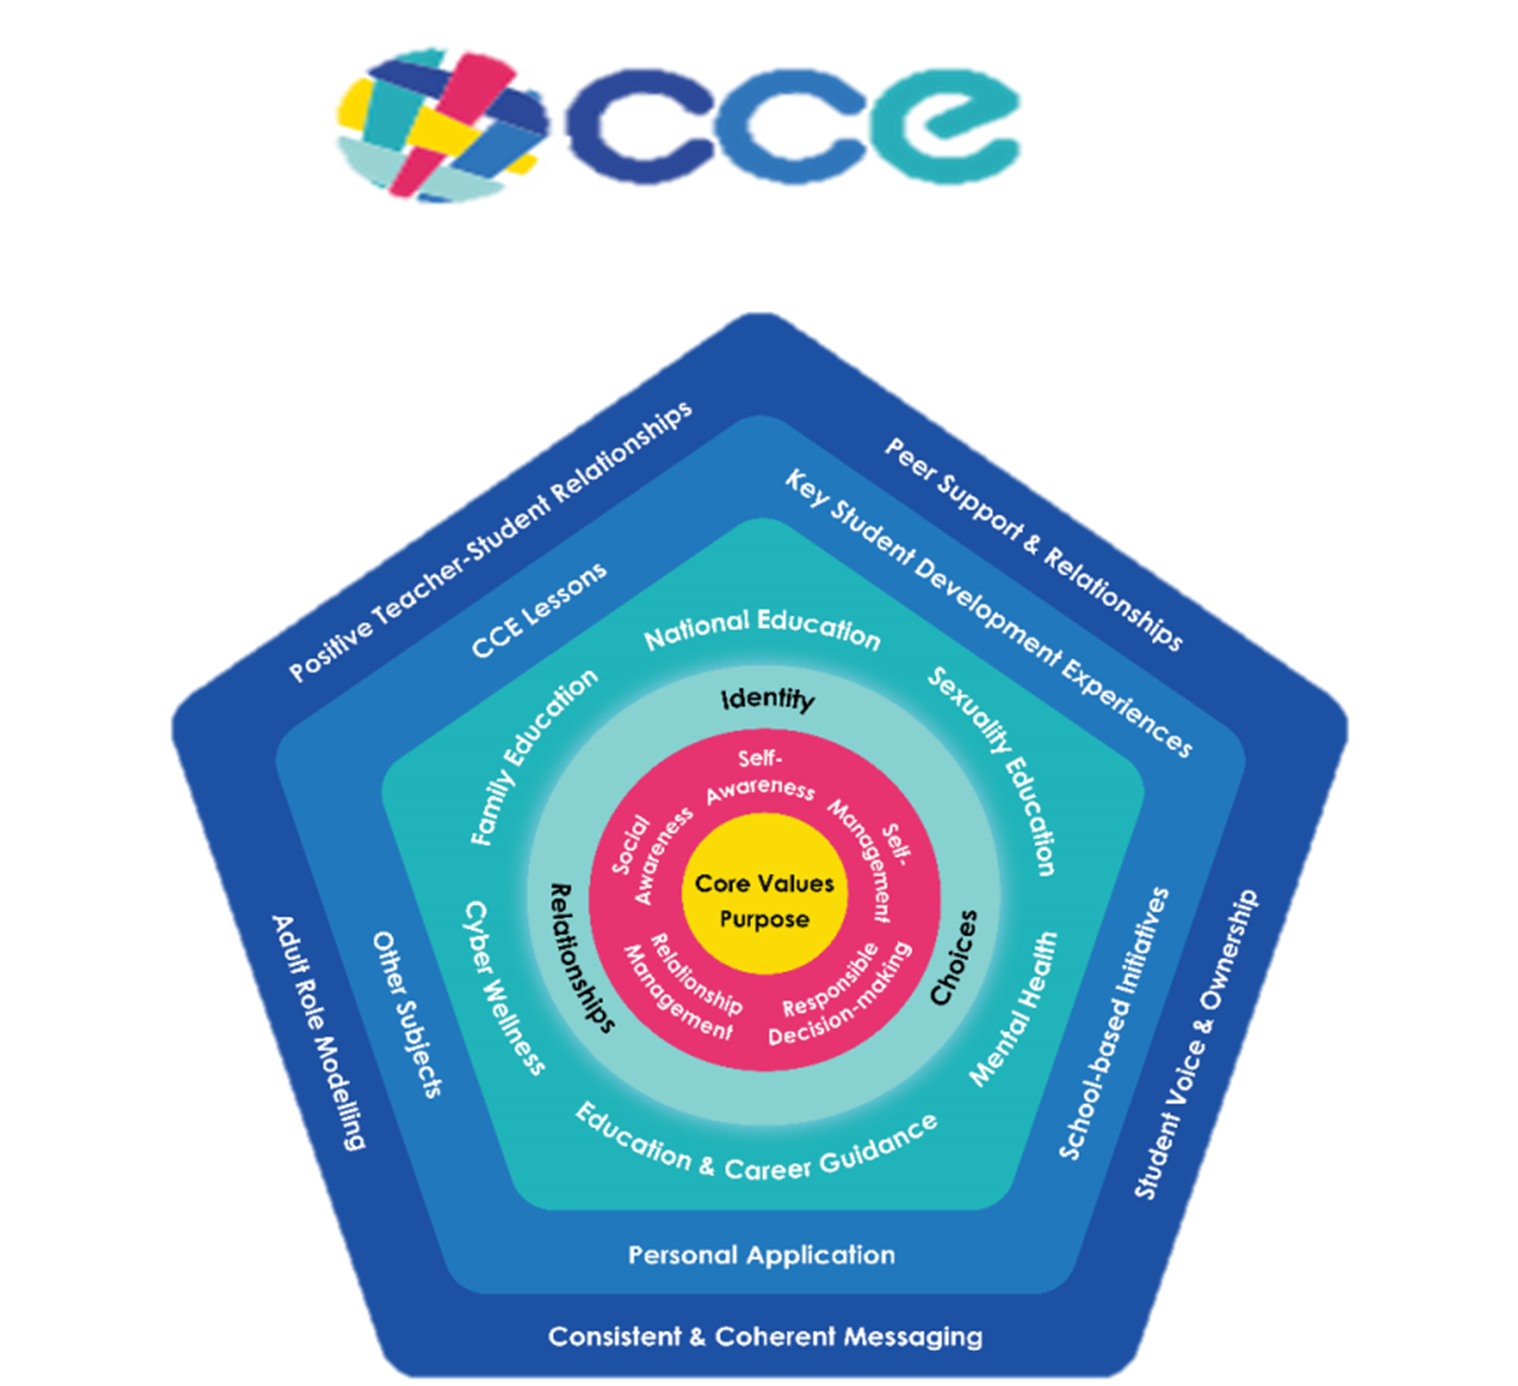 cce
Positive Teacher-Student Relationships
Peer Support & Relationships
Key Student Development Experiences
CCE Lessons
National Education
Sexuality Education
Family Education
Identity
Self-
Awareness
Self-
Management
Social
Awareness
Core Values
Purpose
Relationships
Choices
Relationship
Management
Responsible
Decision-making
Cyber Wellness
Mental Health
Education & Career Guidance
Adult Role Modelling
Other Subjects
School-based Initiatives
Student Voice & Ownership
Personal Application
Consistent & Coherent Messaging